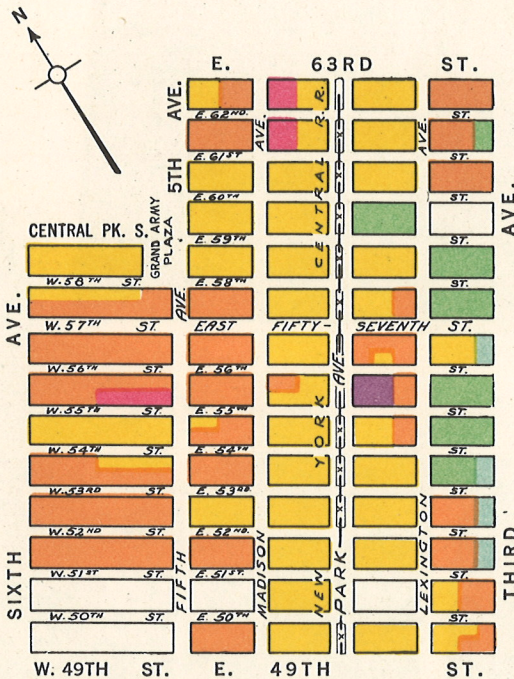 N
E. 63RD ST.
AVE.
E. 62ND. ST.
AVE.
R. R.
AVE.
5TH
E. 61ST ST.
E. 60TH ST.
CENTRAL
AVE.
CENTRAL PK. S.
GRAND ARMY
PLAZA
E. 59TH ST.
W. 58TH ST.
E. 58TH ST.
AVE.
AVE.
W. 57TH ST.
EAST FIFTY- SEVENTH ST.
W. 56TH ST.
E. 56TH ST.
AVE.
W. 55TH ST.
E. 55TH ST.
YORK
W. 54TH ST.
E. 54TH ST.
W. 53RD ST.
E. 53RD ST.
W. 52ND ST.
E. 52ND. ST.
W. 51ST ST.
E. 51ST. ST.
SIXTH
FIFTH
MADISON
NEW
PARK
LEXINGTON
THIRD
W. 50TH ST.
E. 50TH ST.
W. 49TH ST. E. 49TH ST.